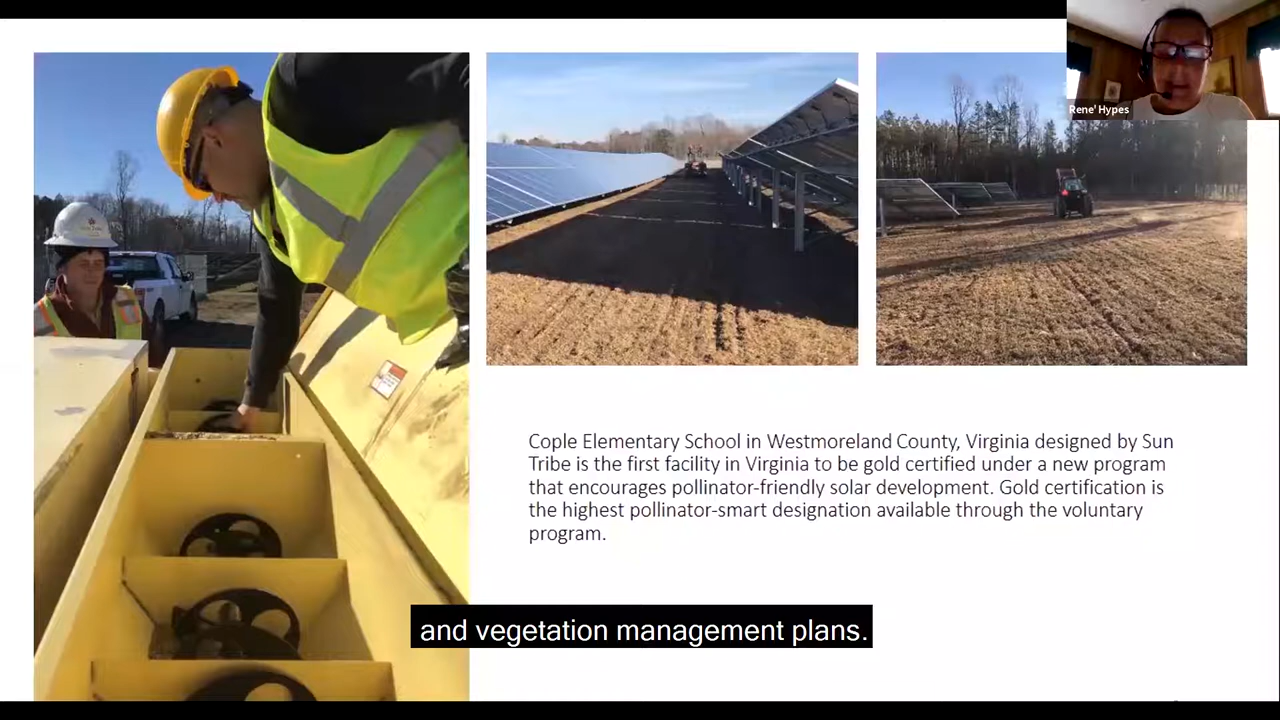 Rene' Hypes
Cople Elementary School in Westmoreland County, Virginia designed by Sun
Tribe is the first facility in Virginia to be gold certified under a new program
that encourages pollinator-friendly solar development. Gold certification is
the highest pollinator-smart designation available through the voluntary
program.
and vegetation management plans.